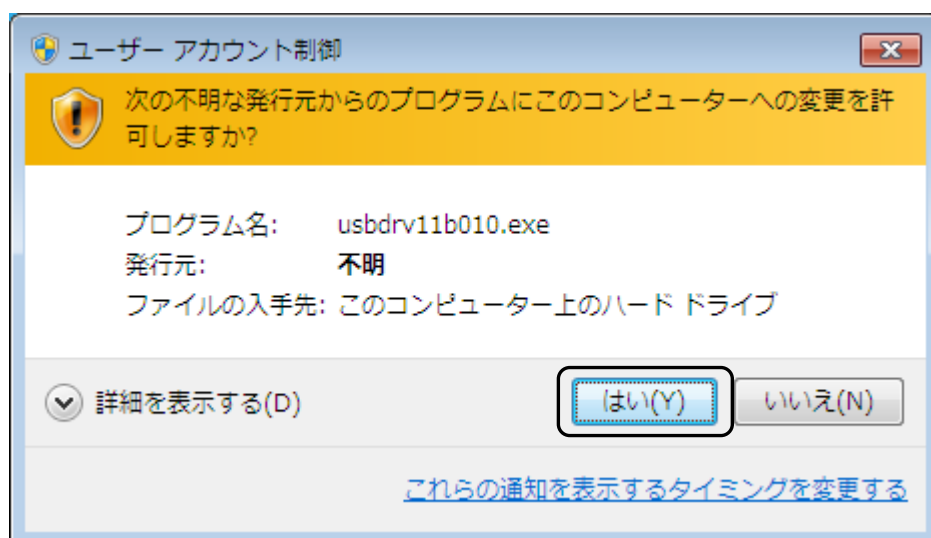 ユーザー アカウント制御
次の不明な発行元からのプログラムにこのコンピューターへの変更を許
可しますか?
プログラム名: usbdrv11b010.exe
発行元: 不明
ファイルの入手先: このコンピューター上のハード ドライブ
詳細を表示する(D) はい(Y) いいえ(N)
これらの通知を表示するタイミングを変更する